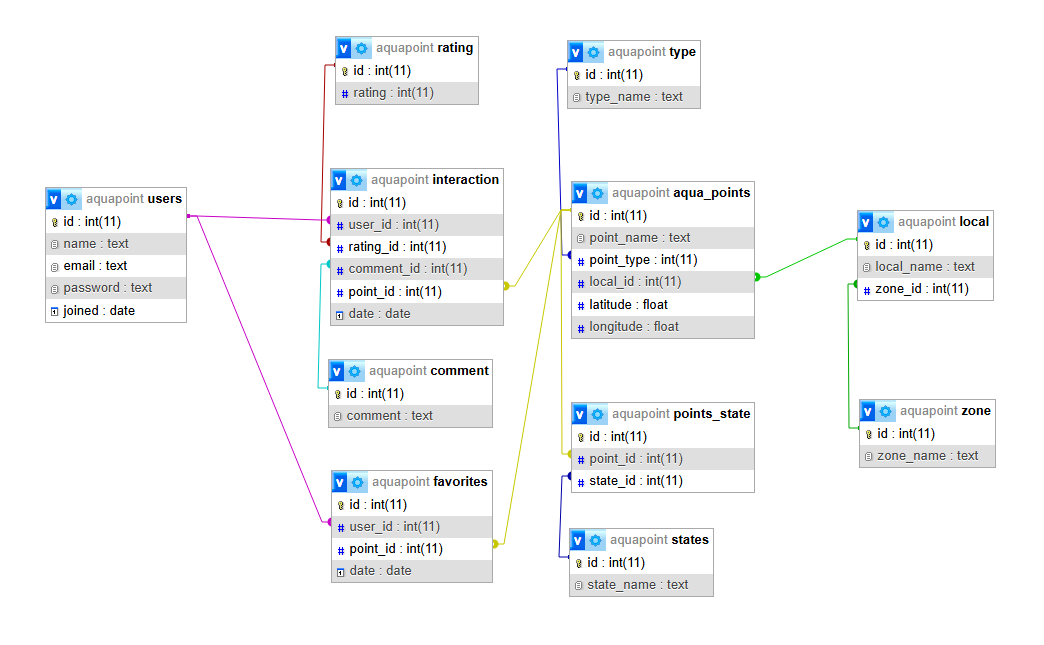 aquapoint rating
id : int(11)
rating : int(11)
aquapoint type
id : int(11)
type_name : text
aquapoint users
id : int(11)
name : text
email : text
password : text
joined : date
aquapoint interaction
id : int(11)
user_id : int(11)
rating_id : int(11)
comment_id : int(11)
point_id : int(11)
date : date
aquapoint aqua_points
id : int(11)
point_name : text
point_type : int(11)
local_id : int(11)
latitude : float
longitude : float
aquapoint local
id : int(11)
local_name : text
zone_id : int(11)
aquapoint comment
id : int(11)
comment : text
aquapoint points_state
id : int(11)
point_id : int(11)
state_id : int(11)
aquapoint zone
id : int(11)
zone_name : text
aquapoint favorites
id : int(11)
user_id : int(11)
point_id : int(11)
date : date
aquapoint states
id : int(11)
state_name : text